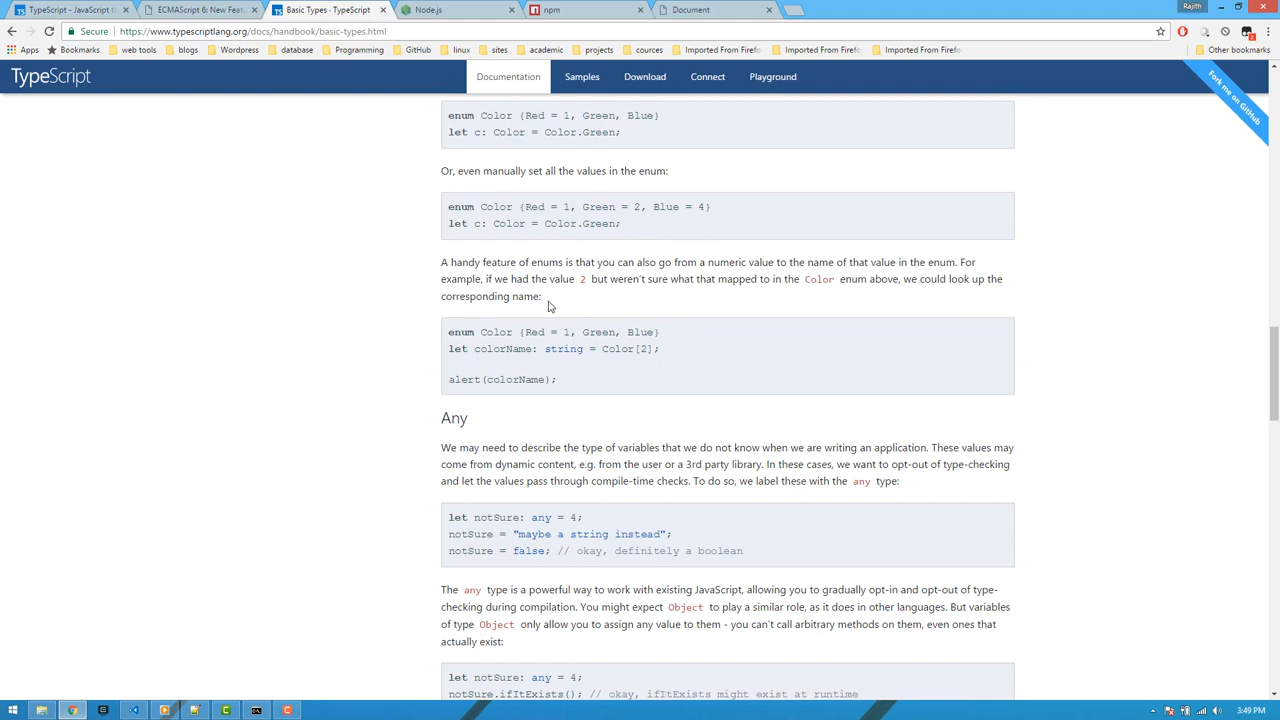 TypeScript - JavaScript th
ECMAScript 6: New Featu
Basic Types · TypeScript
Node.js
npm
Document
Rajith
Secure
https://www.typescriptlang.org/docs/handbook/basic-types.html
Apps
Bookmarks
web tools
blogs
Wordpress
database
Programming
GitHub
linux
sites
academic
projects
cources
Imported From Firefo
Imported From Firefo
Imported From Firefo
Other bookmarks
TypeScript
Documentation
Samples
Download
Connect
Playground
Fork me on GitHub
enum Color {Red = 1, Green, Blue}
let c: Color = Color.Green;
Or, even manually set all the values in the enum:
enum Color {Red = 1, Green = 2, Blue = 4}
let c: Color = Color.Green;
A handy feature of enums is that you can also go from a numeric value to the name of that value in the enum. For
example, if we had the value 2 but weren't sure what that mapped to in the Color enum above, we could look up the
corresponding name:
enum Color {Red = 1, Green, Blue}
let colorName: string = Color[2];
alert(colorName);
Any
We may need to describe the type of variables that we do not know when we are writing an application. These values may
come from dynamic content, e.g. from the user or a 3rd party library. In these cases, we want to opt-out of type-checking
and let the values pass through compile-time checks. To do so, we label these with the any type:
let notSure: any = 4;
notSure = "maybe a string instead";
notSure = false; // okay, definitely a boolean
The any type is a powerful way to work with existing JavaScript, allowing you to gradually opt-in and opt-out of type-
checking during compilation. You might expect Object to play a similar role, as it does in other languages. But variables
of type Object only allow you to assign any value to them - you can't call arbitrary methods on them, even ones that
actually exist:
let notSure: any = 4;
notSure.ifItExists(); // okay, ifItExists might exist at runtime
3:49 PM